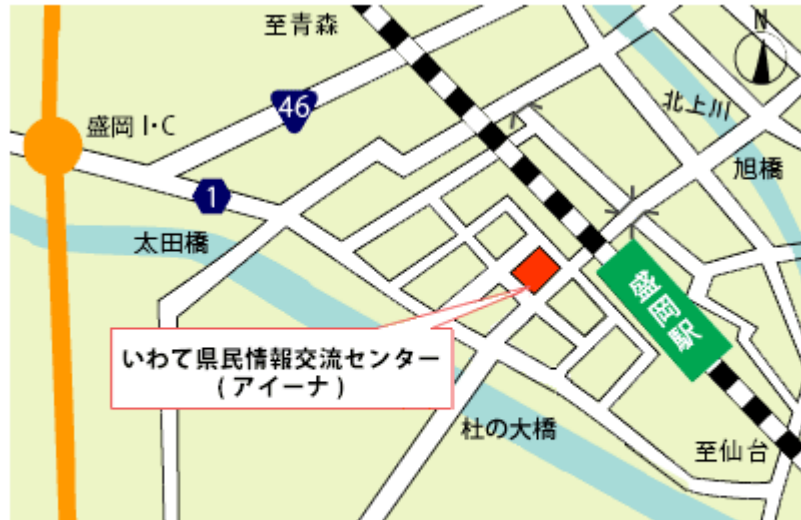 至青森
N
46
北上川
盛岡I・C
旭橋
1
太田橋
盛岡駅
いわて県民情報交流センター
(アイーナ)
杜の大橋
至仙台